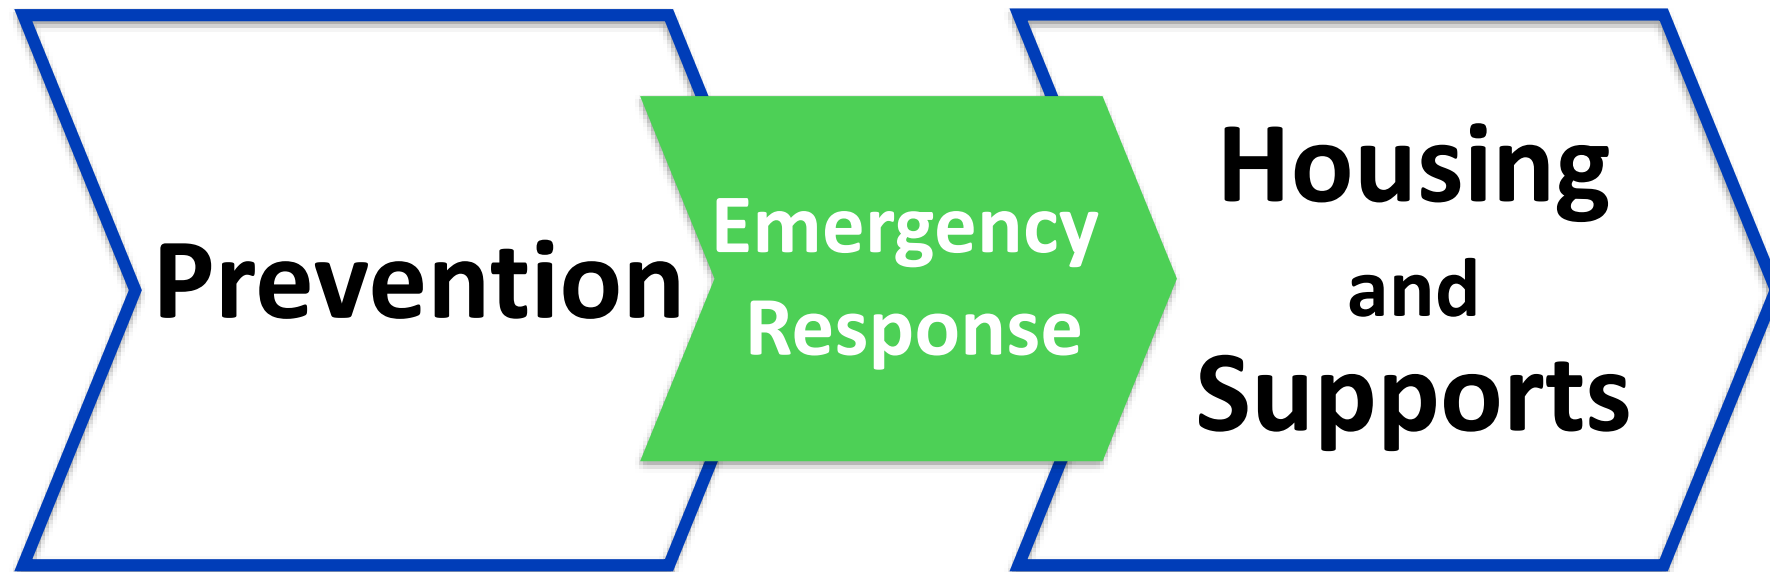 Prevention
Emergency
Response
Housing
and
Supports